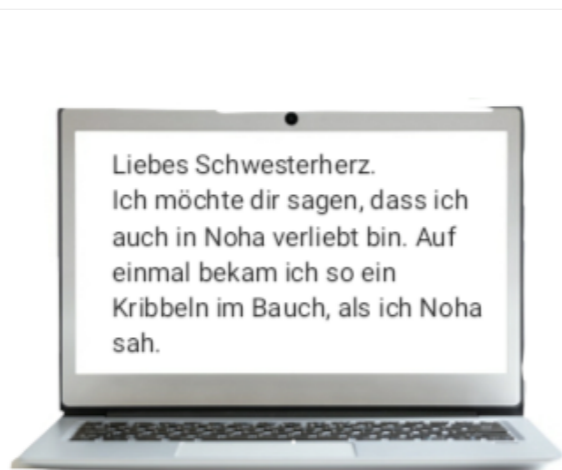 Liebes Schwesterherz.
Ich möchte dir sagen, dass ich
auch in Noha verliebt bin. Auf
einmal bekam ich so ein
Kribbeln im Bauch, als ich Noha
sah.